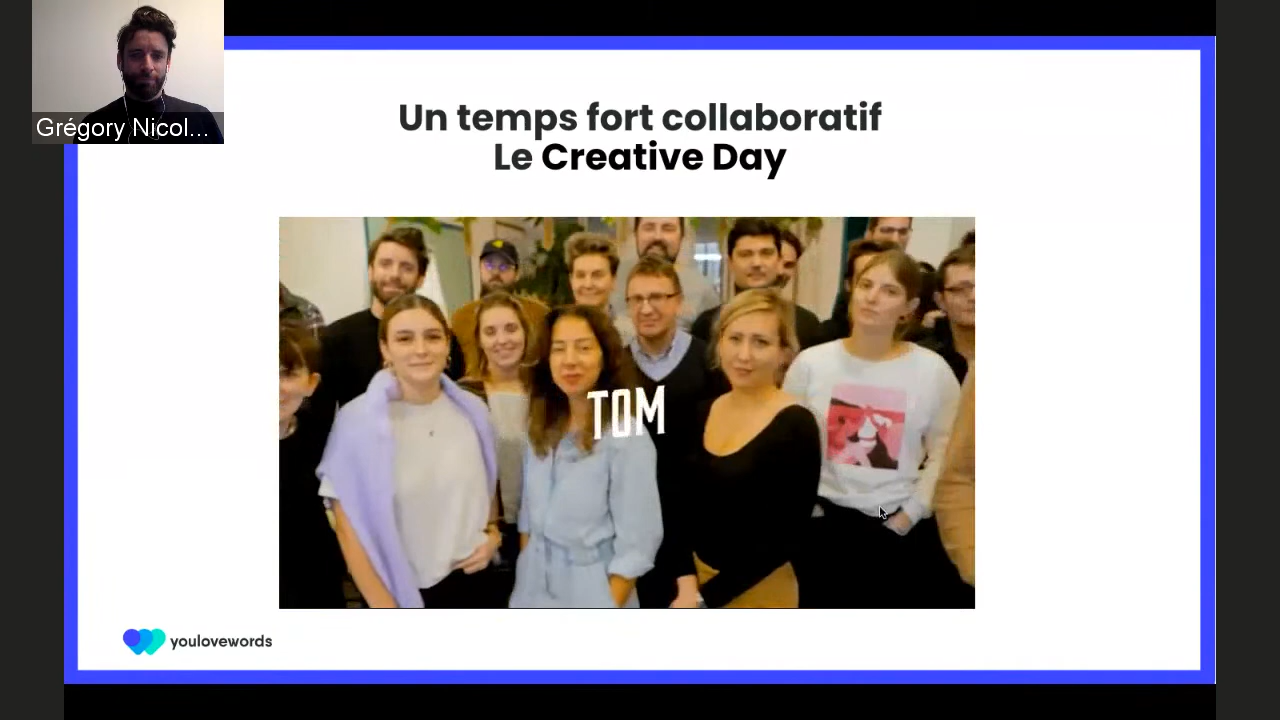 Grégory Nicol...
Un temps fort collaboratif
Le Creative Day
TOM
youlovewords